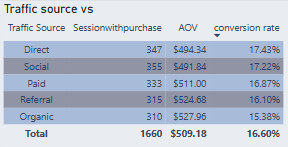 Traffic source vs
Traffic Source Sessionwithpurchase AOV conversion rate
Direct 347 $494.34 17.43%
Social 355 $491.84 17.22%
Paid 333 $511.00 16.87%
Referral 315 $524.68 16.10%
Organic 310 $527.96 15.38%
Total 1660 $509.18 16.60%